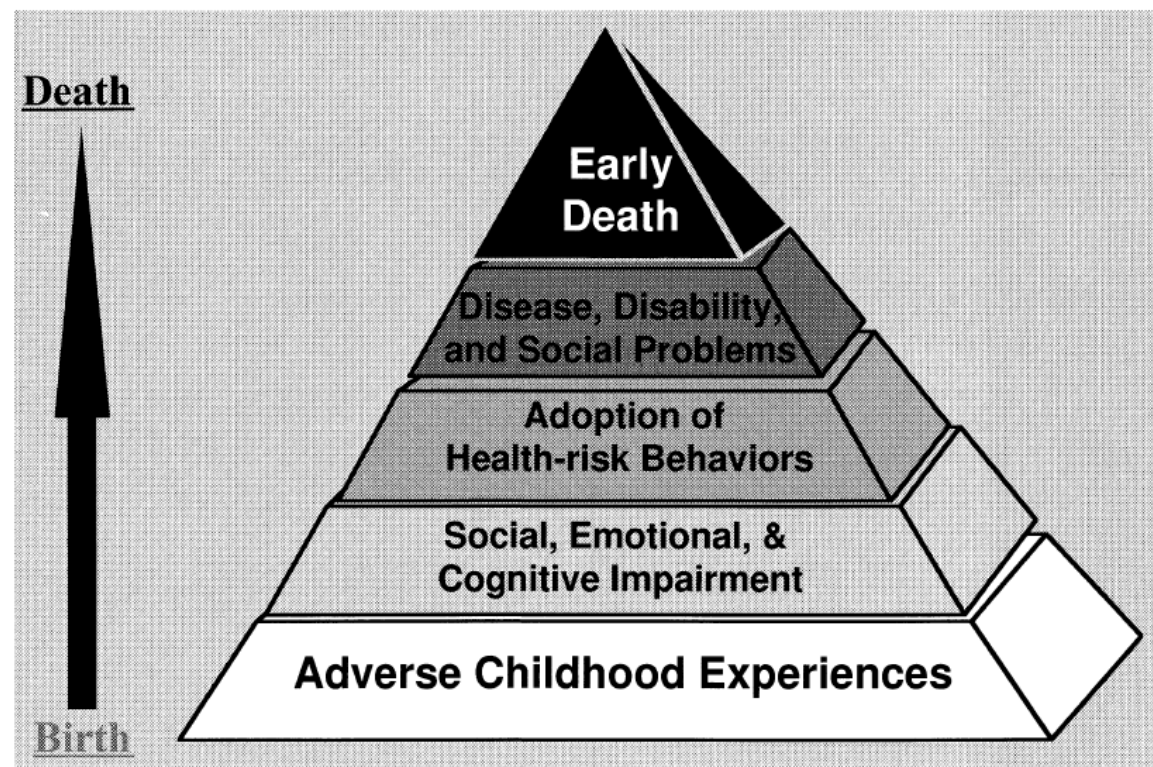 Death
Early
Death
Disease, Disability,
and Social Problems
Adoption of
Health-risk Behaviors
Social, Emotional, &
Cognitive Impairment
Adverse Childhood Experiences
Birth